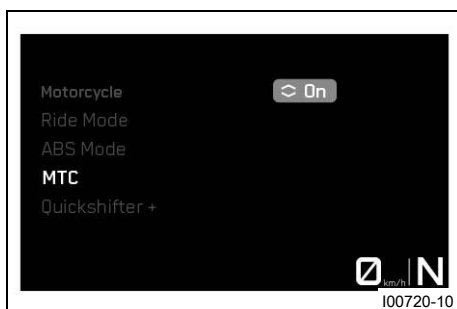 Motorcycle On
Ride Mode
ABS Mode
MTC
Quickshifter +
0 km/h N
I00720-10